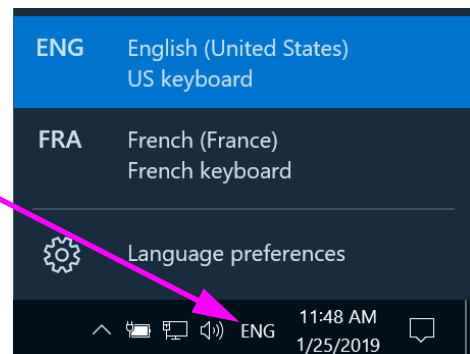 ENG English (United States)
US keyboard
FRA French (France)
French keyboard
Language preferences
ENG 11:48 AM
1/25/2019